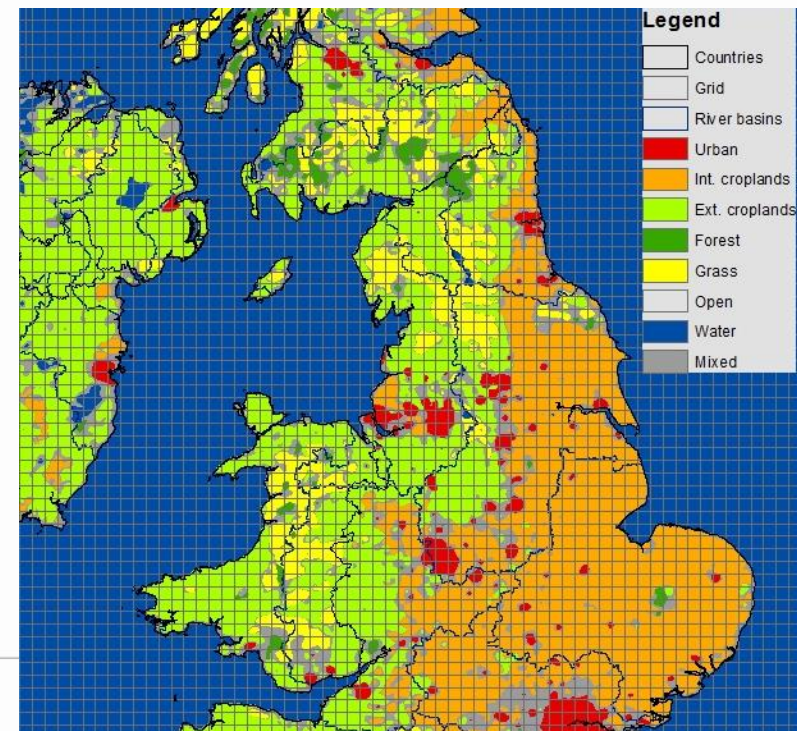 Legend
Countries
Grid
River basins
Urban
Int. croplands
Ext. croplands
Forest
Grass
Open
Water
Mixed